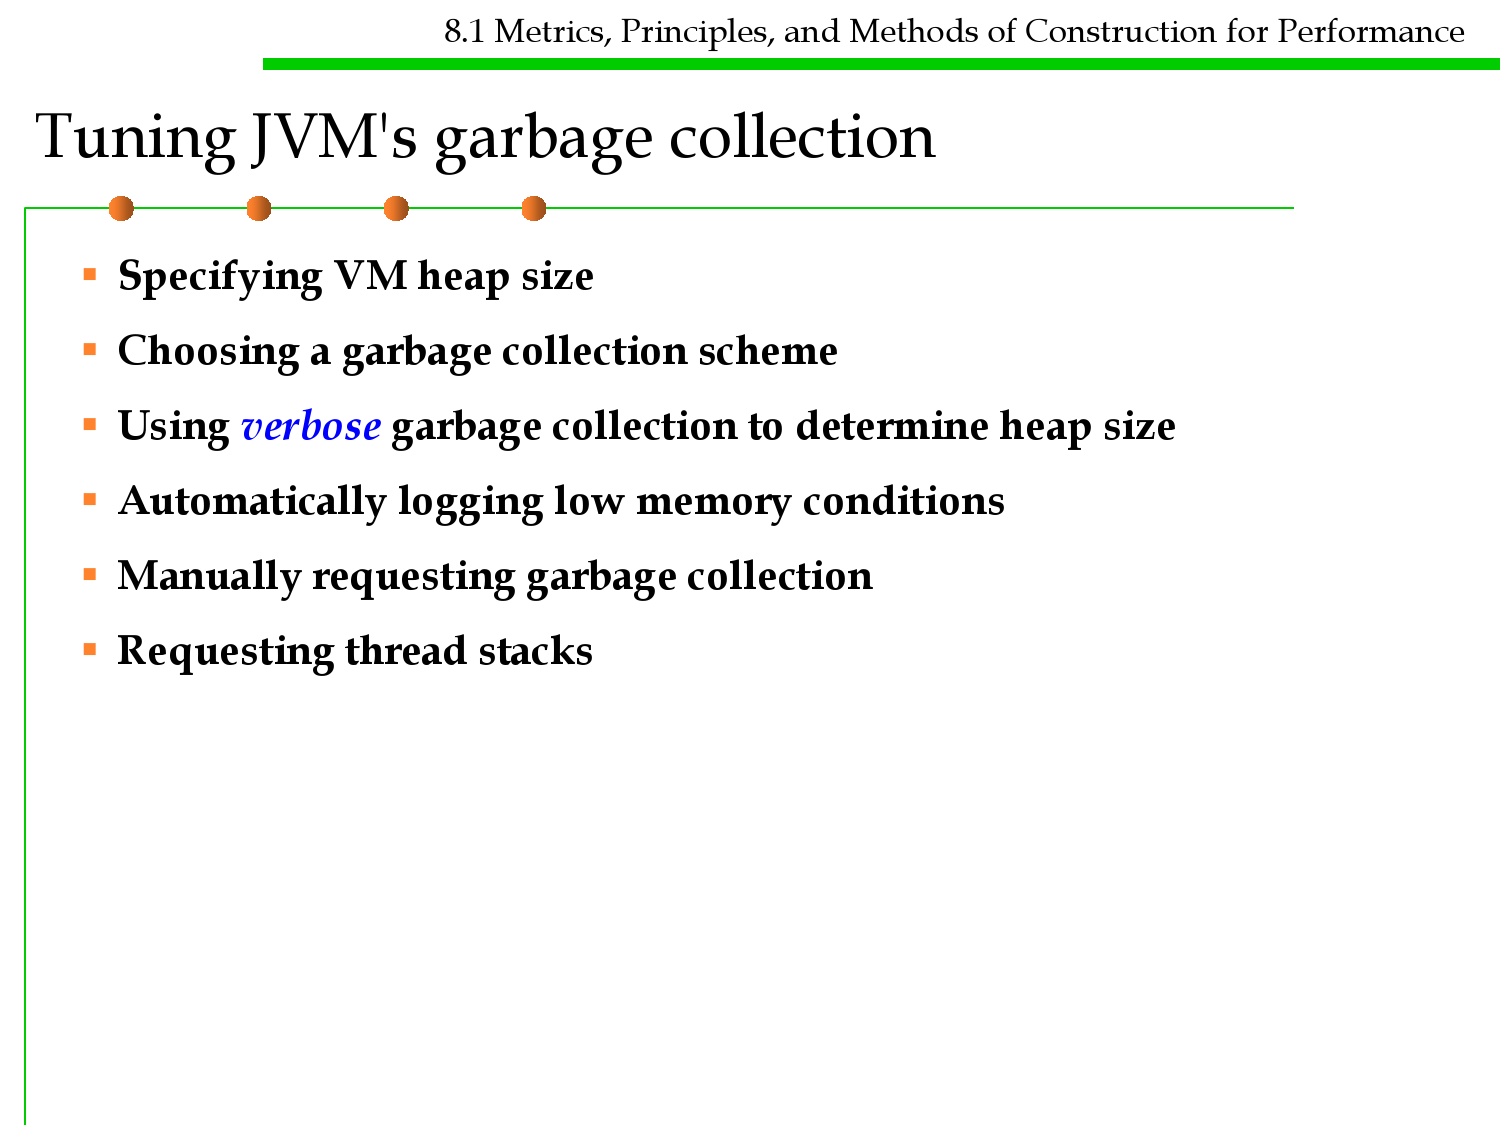 8.1 Metrics, Principles, and Methods of Construction for Performance
Tuning JVM's garbage collection
▪ Specifying VM heap size
▪ Choosing a garbage collection scheme
▪ Using verbose garbage collection to determine heap size
▪ Automatically logging low memory conditions
▪ Manually requesting garbage collection
▪ Requesting thread stacks